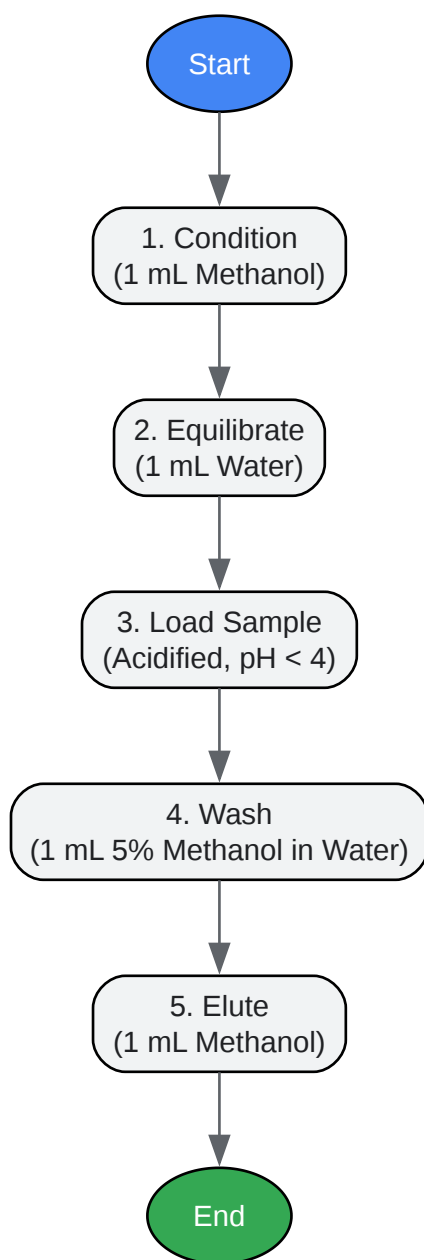 Start
1. Condition
(1 mL Methanol)
2. Equilibrate
(1 mL Water)
3. Load Sample
(Acidified, pH < 4)
4. Wash
(1 mL 5% Methanol in Water)
5. Elute
(1 mL Methanol)
End